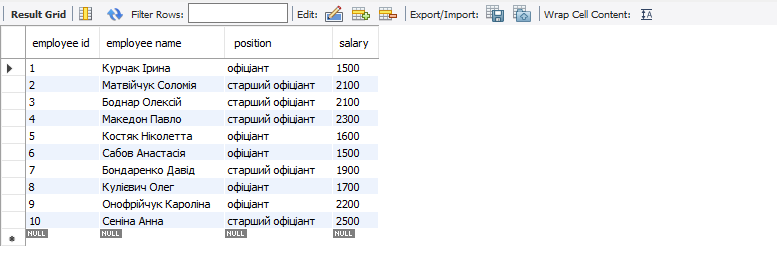 Result Grid Filter Rows: Edit: Export/Import: Wrap Cell Content: IA
employee id employee name position salary
1 Курчак Ірина офіціант 1500
2 Матвійчук Соломія старший офіціант 2100
3 Боднар Олексій старший офіціант 2100
4 Македон Павло старший офіціант 2300
5 Костяк Ніколетта офіціант 1600
6 Сабов Анастасія офіціант 1500
7 Бондаренко Давід старший офіціант 1900
8 Кулієвич Олег офіціант 1700
9 Онофрійчук Кароліна офіціант 2200
10 Сеніна Анна старший офіціант 2500
NULL NULL NULL NULL